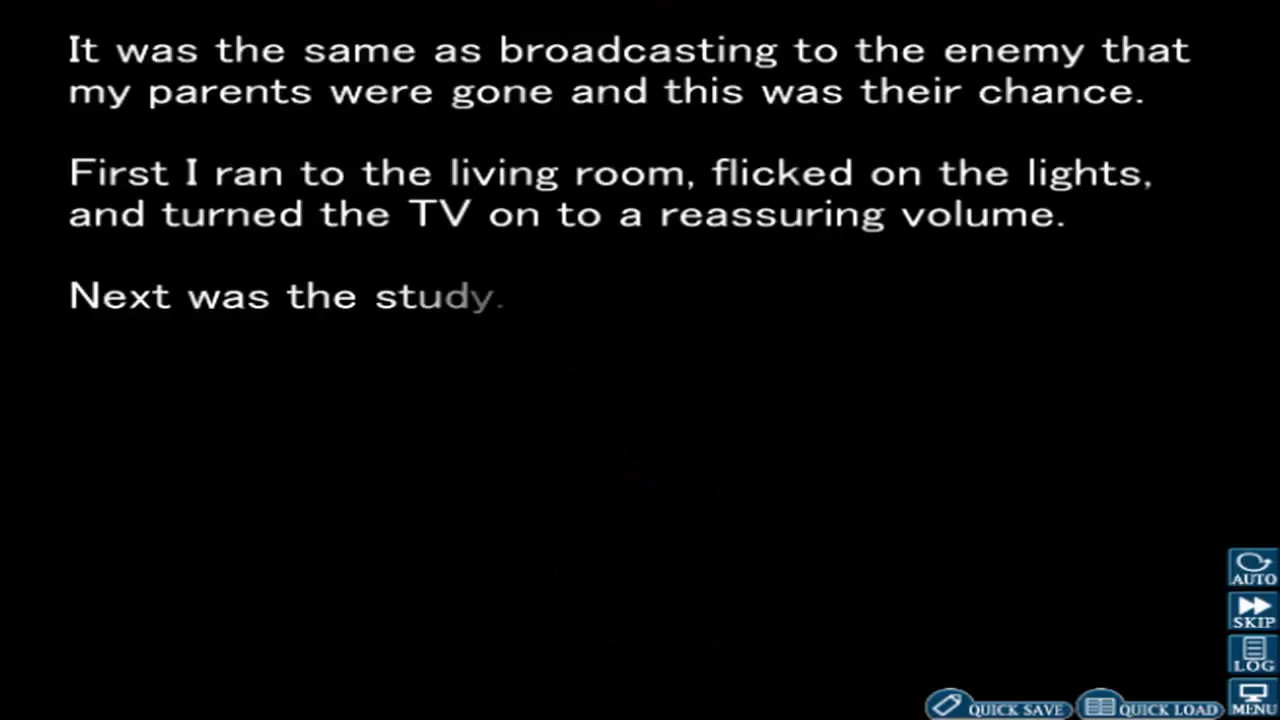 It was the same as broadcasting to the enemy that
my parents were gone and this was their chance.
First I ran to the living room, flicked on the lights,
and turned the TV on to a reassuring volume.
Next was the study.
AUTO
SKIP
LOG
MENU
QUICK SAVE
QUICK LOAD